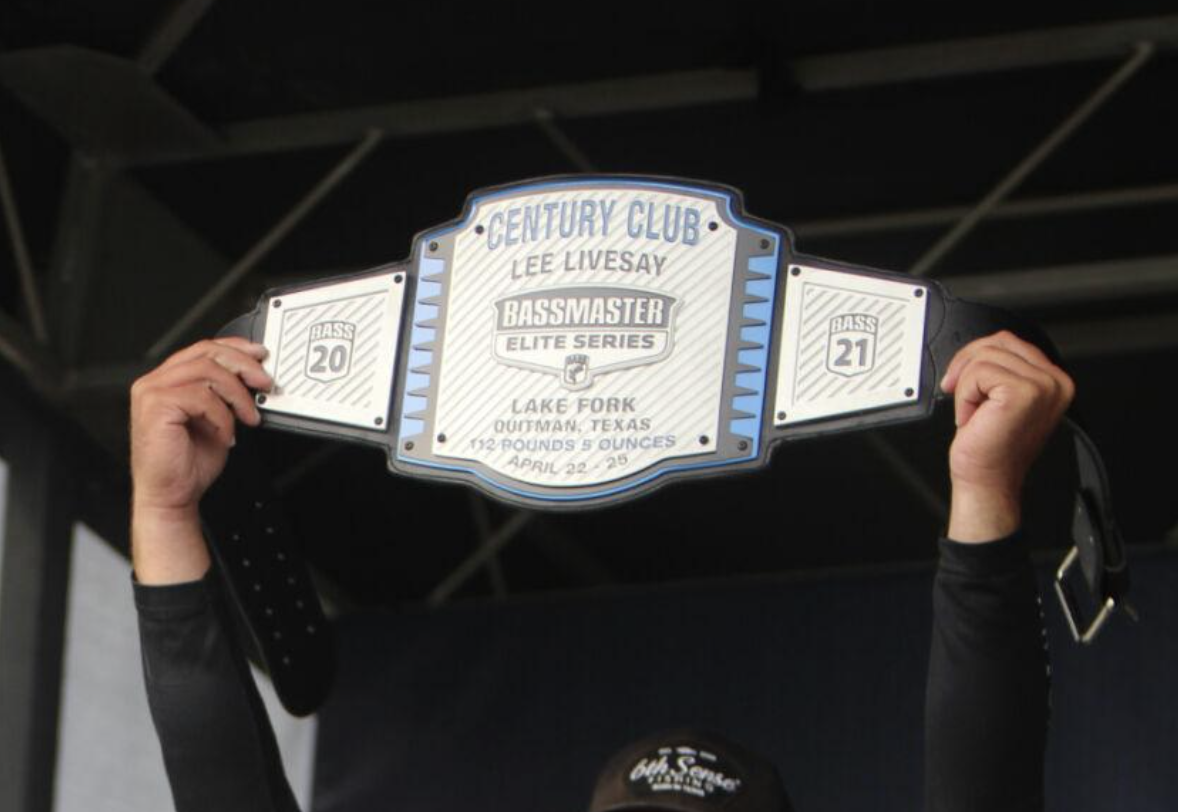 CENTURY CLUB
LEE LIVESAY
BASSMASTER
ELITE SERIES
LAKE FORK
QUITMAN, TEXAS
112 POUNDS 5 OUNCES
APRIL 22 - 25
BASS
20
BASS
21
6th Sense
FISHING